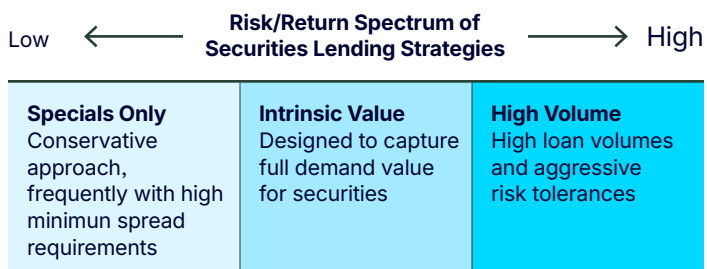 Risk/Return Spectrum of
Securities Lending Strategies
Low
High
Specials Only
Conservative
approach,
frequently with high
minimun spread
requirements
Intrinsic Value
Designed to capture
full demand value
for securities
High Volume
High loan volumes
and aggressive
risk tolerances